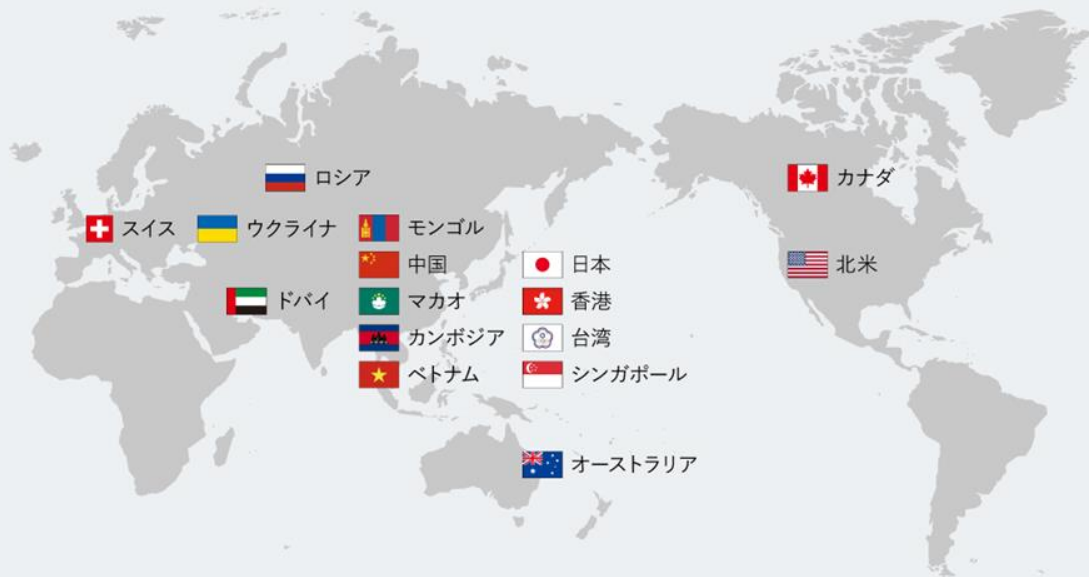 ロシア
カナダ
スイス
ウクライナ
モンゴル
中国
日本
北米
ドバイ
マカオ
香港
カンボジア
台湾
ベトナム
シンガポール
オーストラリア